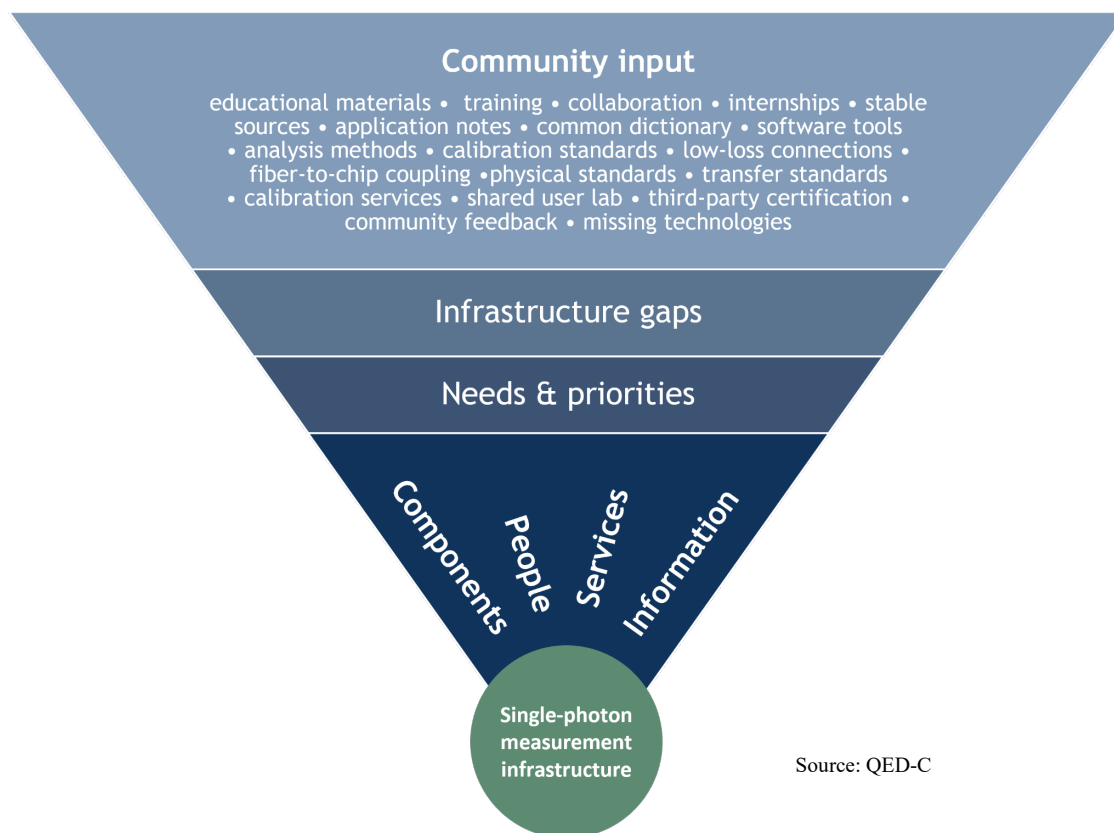 Community input
educational materials •  training • collaboration • internships • stable
sources • application notes • common dictionary • software tools
• analysis methods • calibration standards • low-loss connections •
fiber-to-chip coupling •physical standards • transfer standards
• calibration services • shared user lab • third-party certification •
community feedback • missing technologies
Infrastructure gaps
Needs & priorities
Components
People
Services
Information
Single-photon
measurement
infrastructure
Source: QED-C